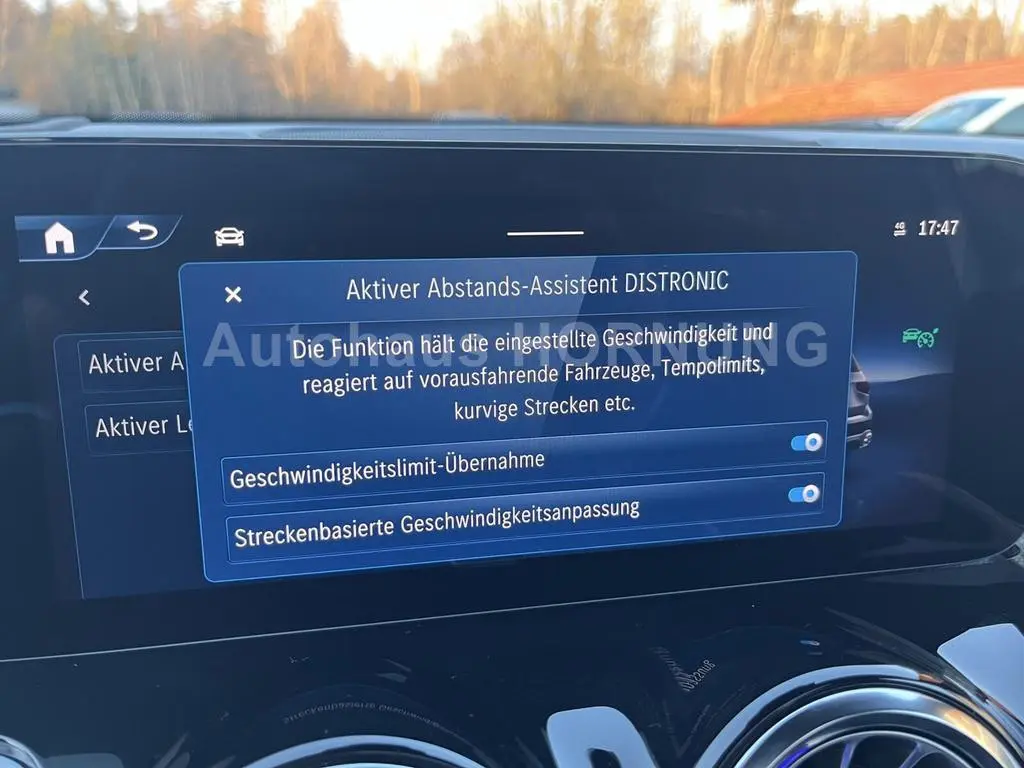 4G 17:47
Aktiver Abstands-Assistent DISTRONIC
Autohaus HORNUNG
Die Funktion hält die eingestellte Geschwindigkeit und
reagiert auf vorausfahrende Fahrzeuge, Tempolimits,
kurvige Strecken etc.
Aktiver A
Aktiver Le
Geschwindigkeitslimit-Übernahme
Streckenbasierte Geschwindigkeitsanpassung